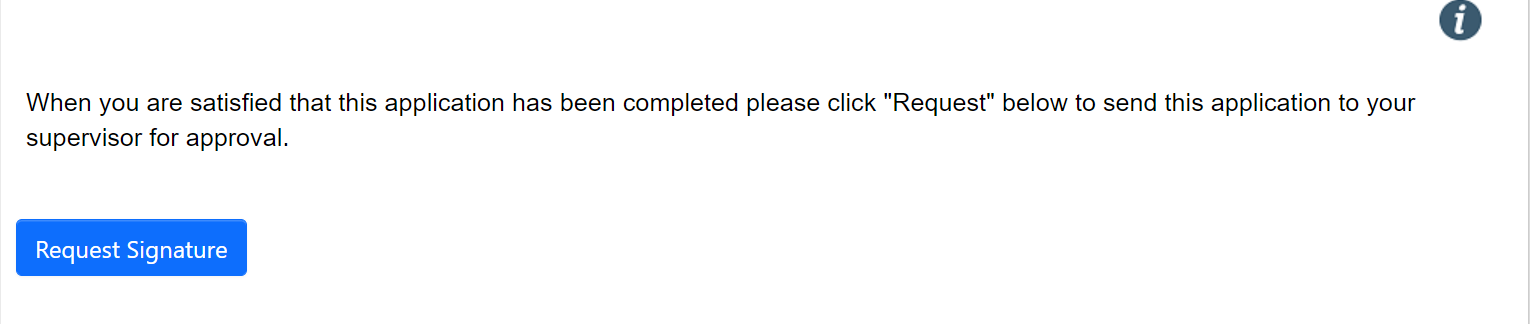 i
When you are satisfied that this application has been completed please click "Request" below to send this application to your
supervisor for approval.
Request Signature